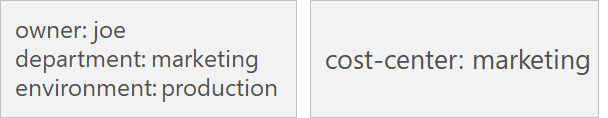 owner: joe
department: marketing
environment: production
cost-center: marketing